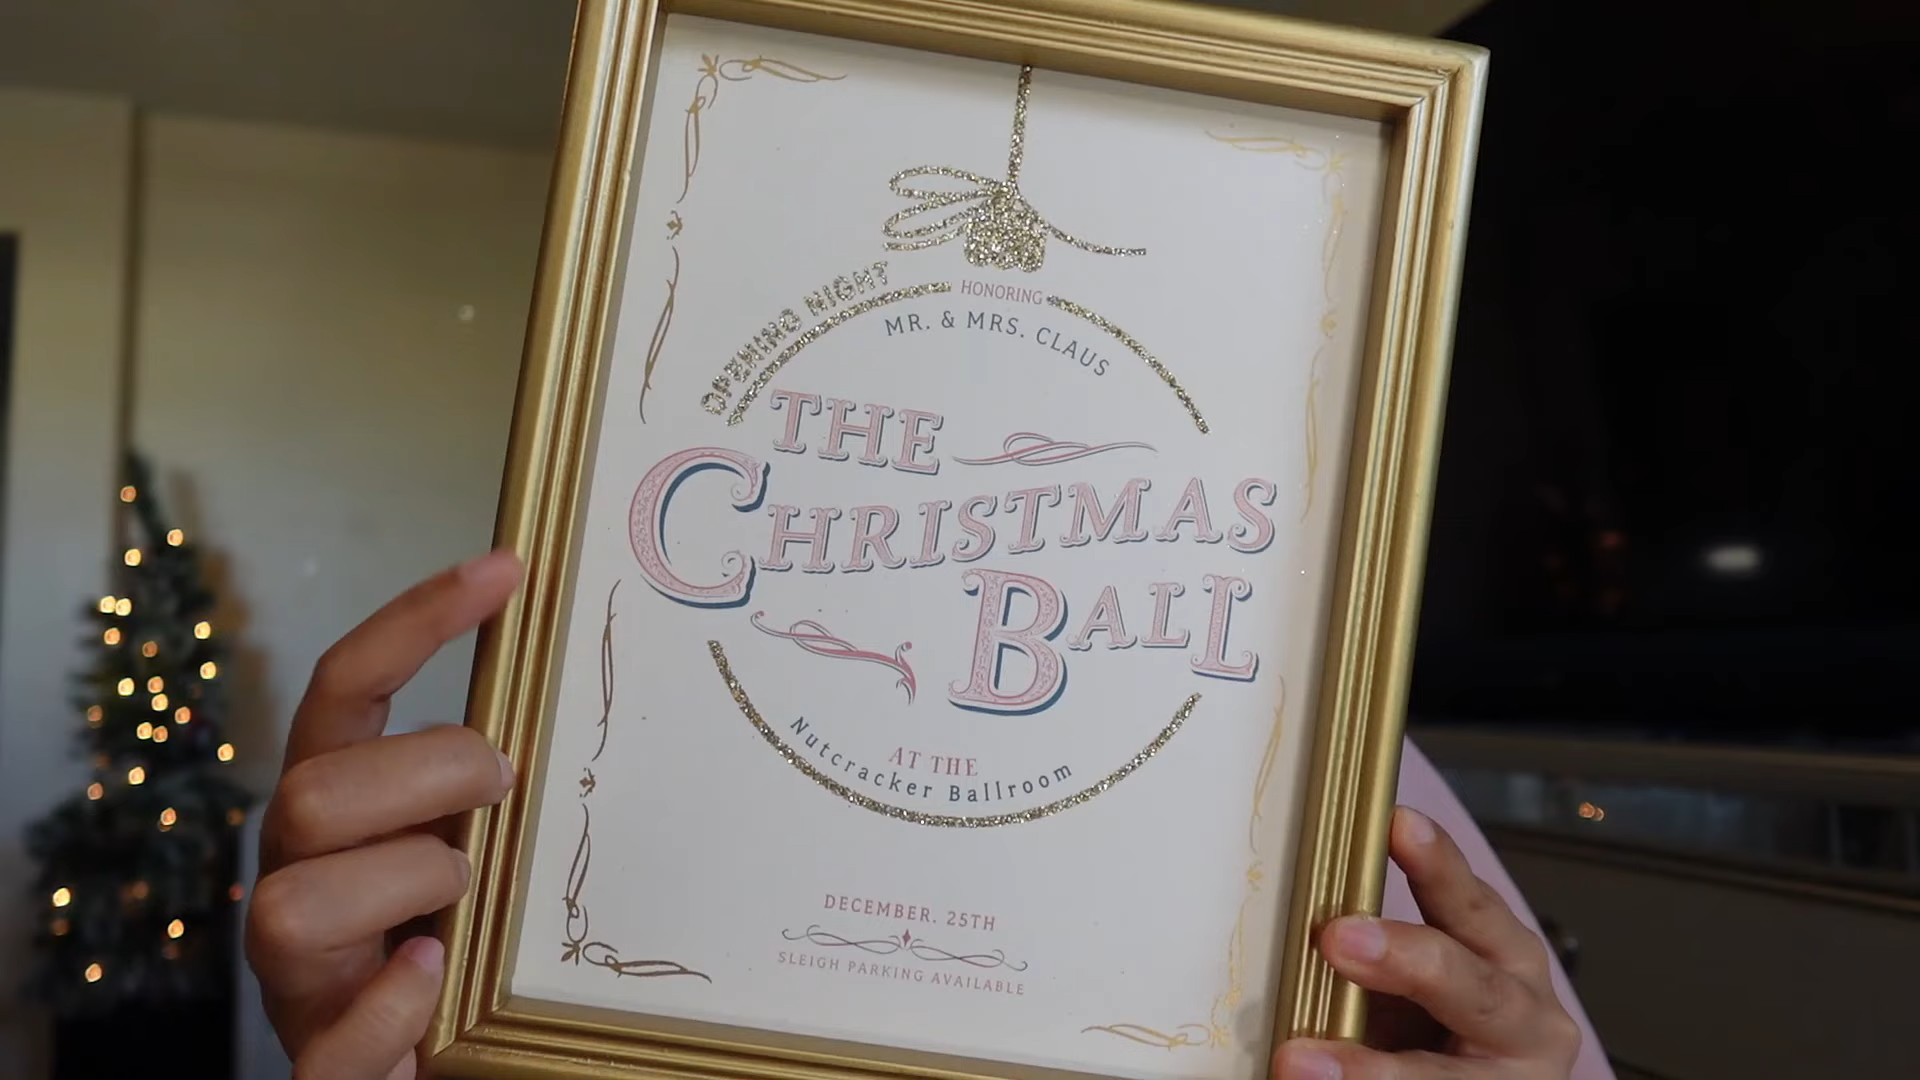 OPENING NIGHT
HONORING
MR. & MRS. CLAUS
THE
CHRISTMAS
BALL
AT THE
Nutcracker Ballroom
DECEMBER. 25TH
SLEIGH PARKING AVAILABLE